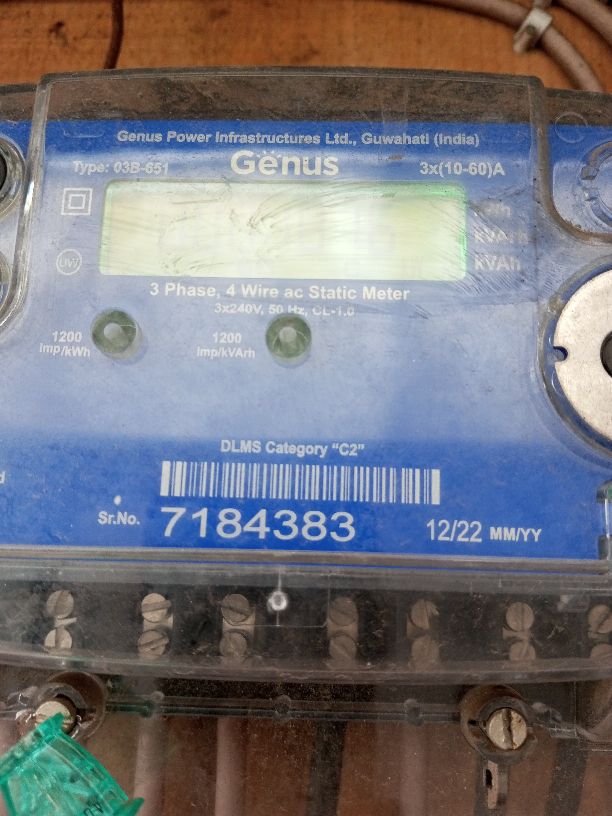 Genus Power Infrastructures Ltd., Guwahati (India)
Type: 03B-651 Genus 3x(10-60)A
kVArh
UW kVAh
3 Phase, 4 Wire ac Static Meter
3x240V, 50 Hz, CL-1.0
1200 imp/kWh 1200 imp/kVArh
DLMS Category "C2"
Sr.No. 7184383 12/22 MM/YY